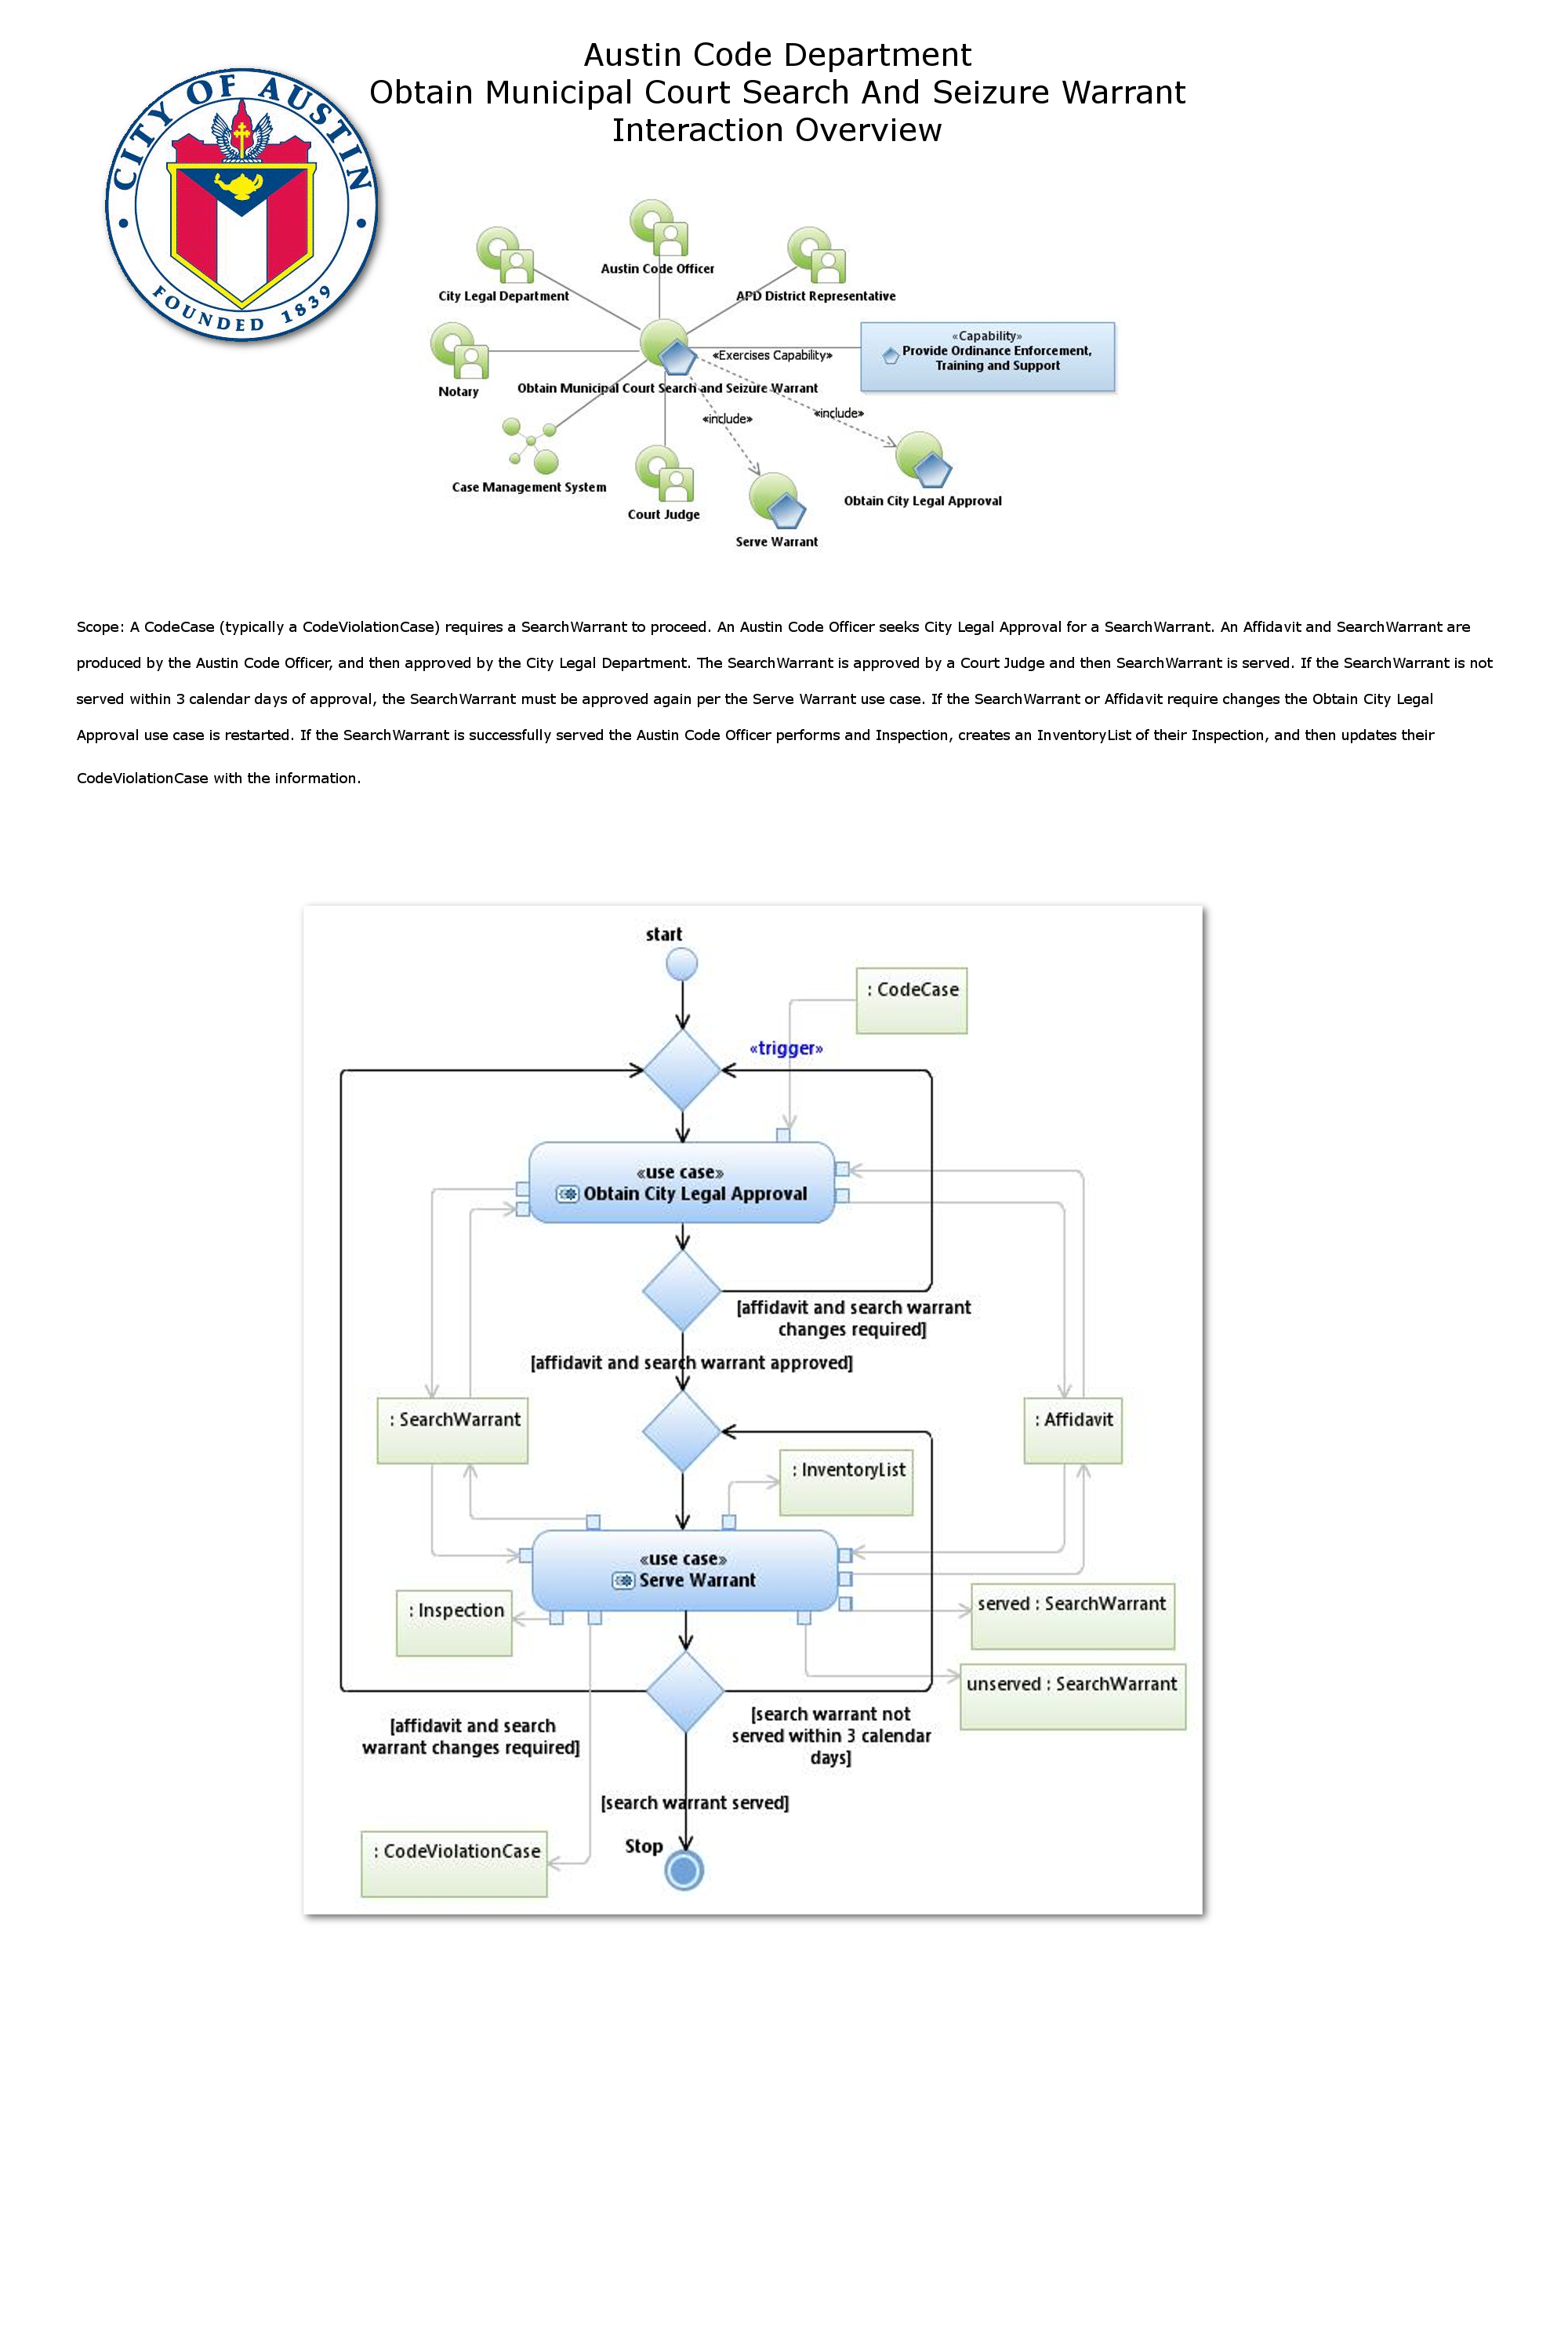 Austin Code Department
Obtain Municipal Court Search And Seizure Warrant
Interaction Overview
CITY OF AUSTIN
FOUNDED 1839
Austin Code Officer
City Legal Department
APD District Representative
«Capability»
Provide Ordinance Enforcement,
Training and Support
«Exercises Capability»
Notary
Obtain Municipal Court Search and Seizure Warrant
«include»
«include»
Case Management System
Court Judge
Obtain City Legal Approval
Serve Warrant
Scope: A CodeCase (typically a CodeViolationCase) requires a SearchWarrant to proceed. An Austin Code Officer seeks City Legal Approval for a SearchWarrant. An Affidavit and SearchWarrant are
produced by the Austin Code Officer, and then approved by the City Legal Department. The SearchWarrant is approved by a Court Judge and then SearchWarrant is served. If the SearchWarrant is not
served within 3 calendar days of approval, the SearchWarrant must be approved again per the Serve Warrant use case. If the SearchWarrant or Affidavit require changes the Obtain City Legal
Approval use case is restarted. If the SearchWarrant is successfully served the Austin Code Officer performs and Inspection, creates an InventoryList of their Inspection, and then updates their
CodeViolationCase with the information.
start
: CodeCase
«trigger»
«use case»
Obtain City Legal Approval
[affidavit and search warrant
changes required]
[affidavit and search warrant approved]
: SearchWarrant
: Affidavit
: InventoryList
«use case»
Serve Warrant
: Inspection
served : SearchWarrant
unserved : SearchWarrant
[affidavit and search
warrant changes required]
[search warrant not
served within 3 calendar
days]
[search warrant served]
Stop
: CodeViolationCase